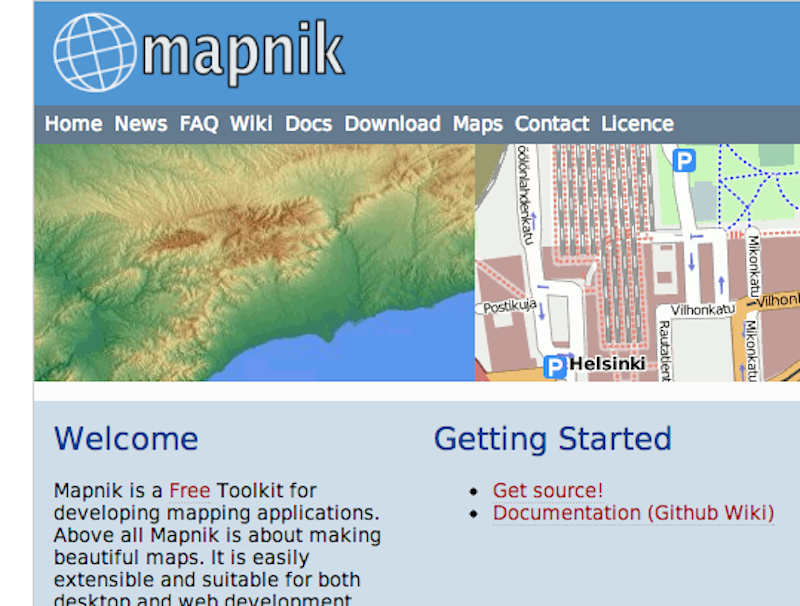 mapnik
Home News FAQ Wiki Docs Download Maps Contact Licence
öölönlahdenkatu
P
Mikonkatu
Postikuja
Vilhonkatu
Vilhonk
Rautatient
Mikonkatu
P Helsinki
Welcome
Mapnik is a Free Toolkit for
developing mapping applications.
Above all Mapnik is about making
beautiful maps. It is easily
extensible and suitable for both
desktop and web development.
Getting Started
Get source!
Documentation (Github Wiki)